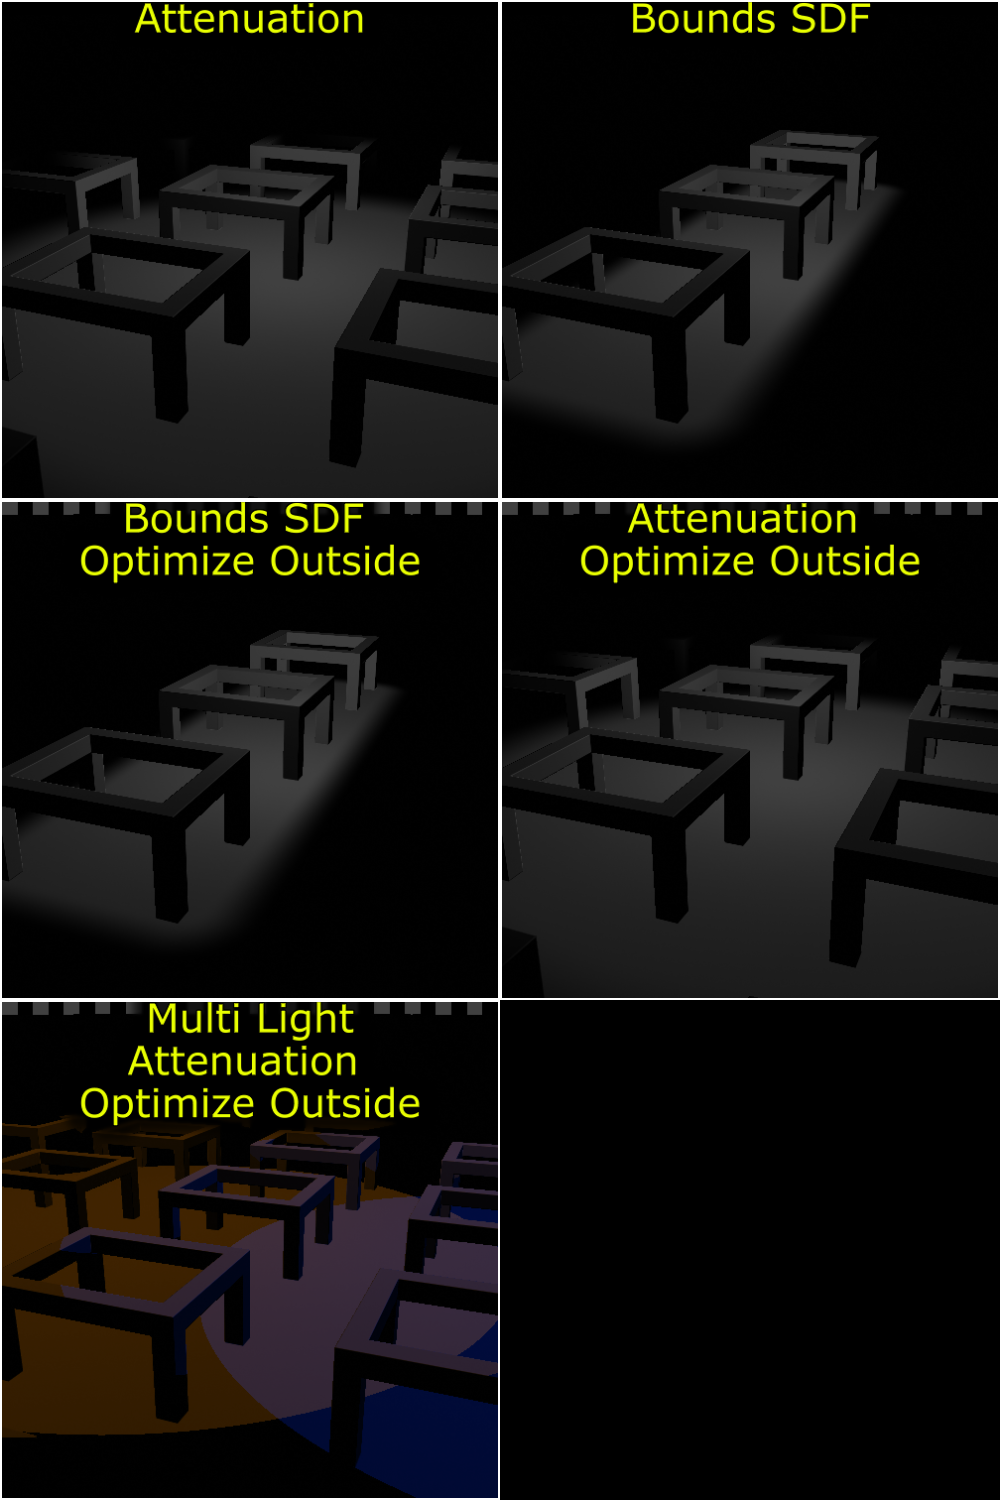 Attenuation
Bounds SDF
Bounds SDF
Optimize Outside
Attenuation
Optimize Outside
Multi Light
Attenuation
Optimize Outside